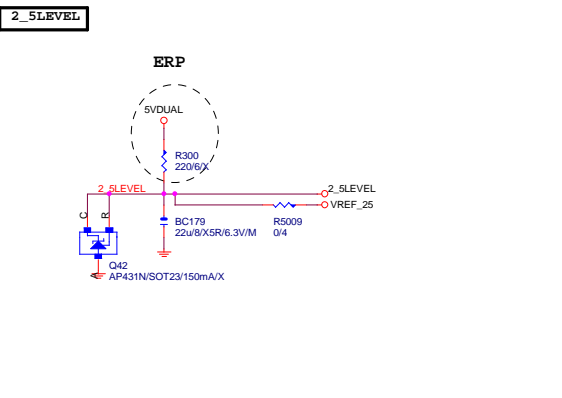 2_5LEVEL
ERP
5VDUAL
R300
220/6/X
2_5LEVEL
2_5LEVEL
VREF_25
C
R
BC179
22u/8/X5R/6.3V/M
R5009
0/4
Q42
A
AP431N/SOT23/150mA/X